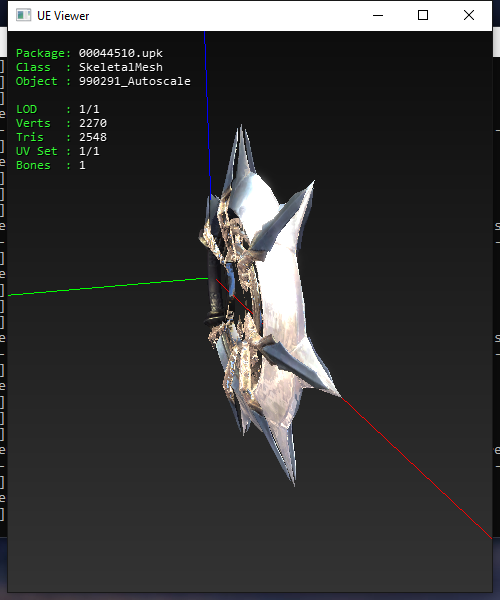 UE Viewer
Package: 00044510.upk
Class  : SkeletalMesh
Object : 990291_Autoscale
LOD    : 1/1
Verts  : 2270
Tris   : 2548
UV Set : 1/1
Bones  : 1